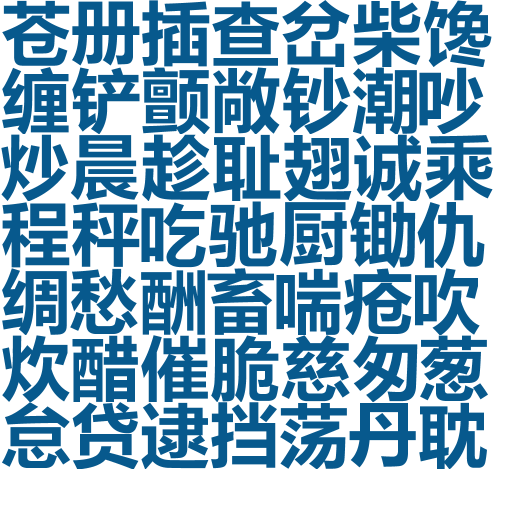 苍册插查岔柴馋
缠铲颤敞钞潮吵
炒晨趁耻翅诚乘
程秤吃驰厨锄仇
绸愁酬畜喘疮吹
炊醋催脆慈匆葱
怠贷逮挡荡丹耽